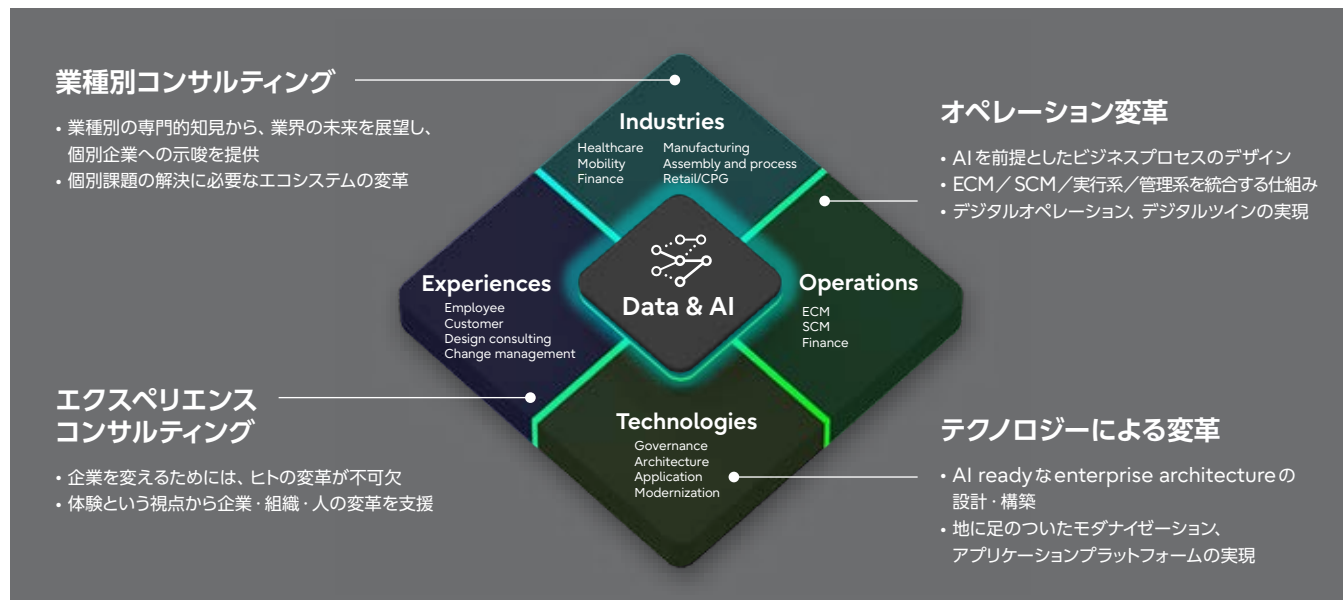 業種別コンサルティング
・業種別の専門的知見から、業界の未来を展望し、
個別企業への示唆を提供
・個別課題の解決に必要なエコシステムの変革
Industries
Healthcare
Mobility
Finance
Manufacturing
Assembly and process
Retail/CPG
オペレーション変革
・AIを前提としたビジネスプロセスのデザイン
・ECM／SCM／実行系／管理系を統合する仕組み
・デジタルオペレーション、デジタルツインの実現
Experiences
Employee
Customer
Design consulting
Change management
Data & AI
Operations
ECM
SCM
Finance
エクスペリエンス
コンサルティング
・企業を変えるためには、ヒトの変革が不可欠
・体験という視点から企業・組織・人の変革を支援
Technologies
Governance
Architecture
Application
Modernization
テクノロジーによる変革
・AI readyなenterprise architectureの
設計・構築
・地に足のついたモダナイゼーション、
アプリケーションプラットフォームの実現